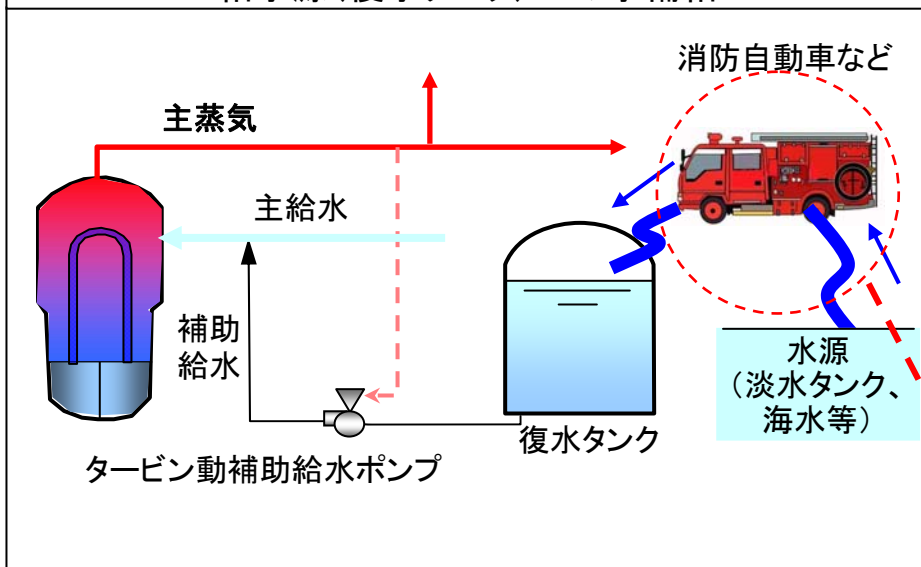 消防自動車など
主蒸気
主給水
補助
給水
水源
（淡水タンク、
海水等）
復水タンク
タービン動補助給水ポンプ